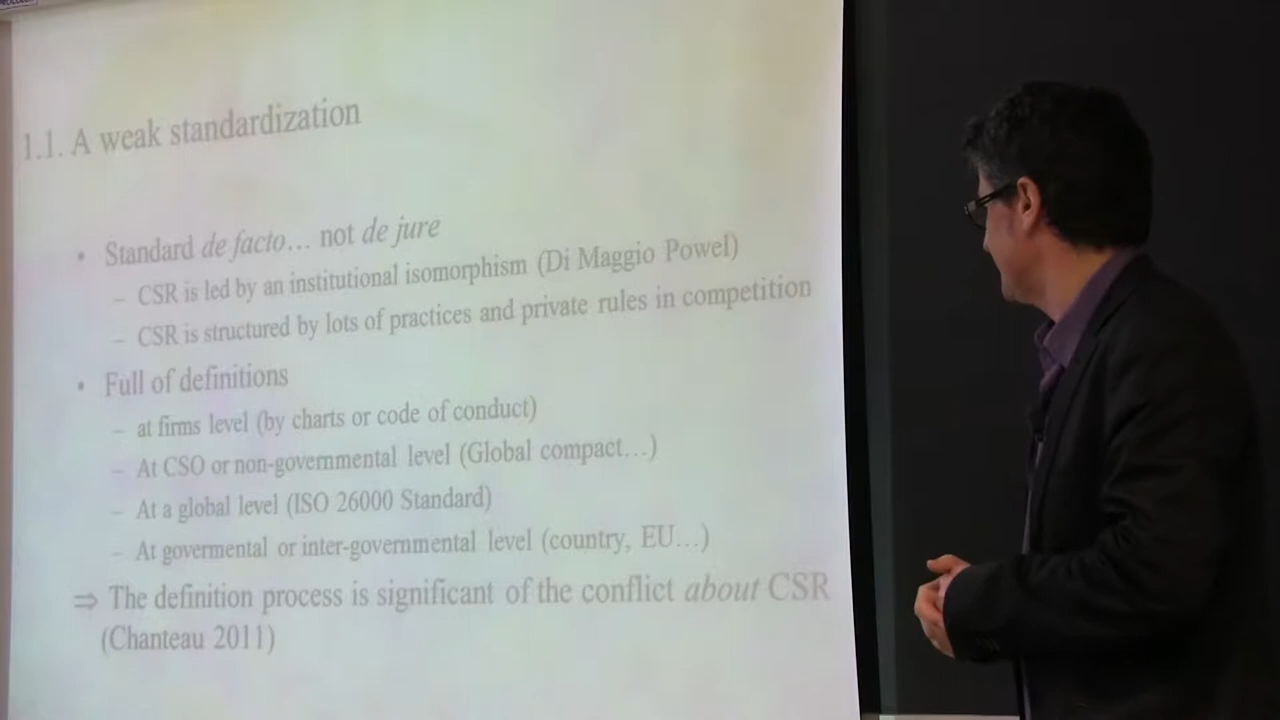 1.1. A weak standardization
• Standard de facto… not de jure
– CSR is led by an institutional isomorphism (Di Maggio Powel)
– CSR is structured by lots of practices and private rules in competition
• Full of definitions
– at firms level (by charts or code of conduct)
– At CSO or non-governmental level (Global compact…)
– At a global level (ISO 26000 Standard)
– At govermental or inter-governmental level (country, EU…)
⇒ The definition process is significant of the conflict about CSR
(Chanteau 2011)